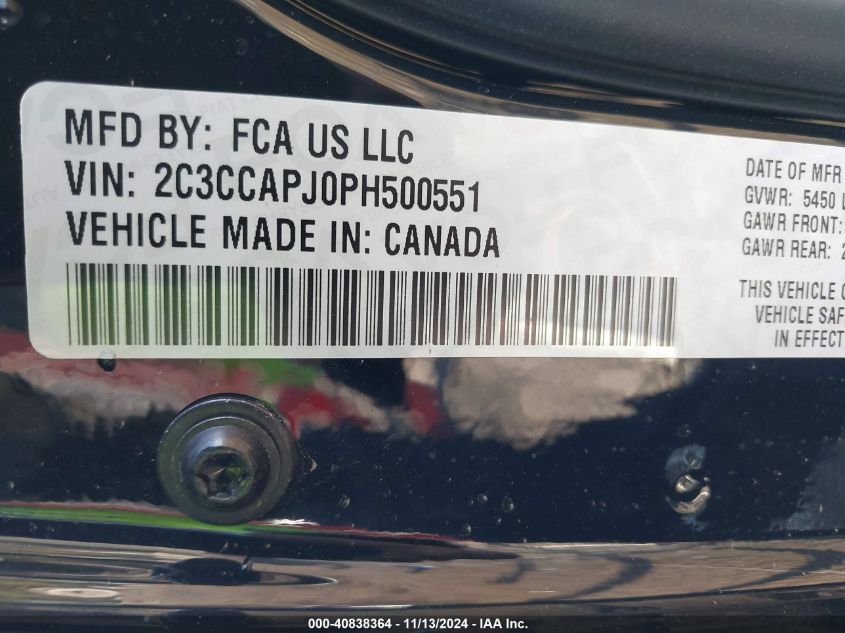 MFD BY: FCA US LLC
VIN: 2C3CCAPJ0PH500551
VEHICLE MADE IN: CANADA
DATE OF MFR
GVWR: 5450 L
GAWR FRONT:
GAWR REAR: 2
THIS VEHICLE C
VEHICLE SAF
IN EFFECT
000-40838364 - 11/13/2024 - IAA Inc.